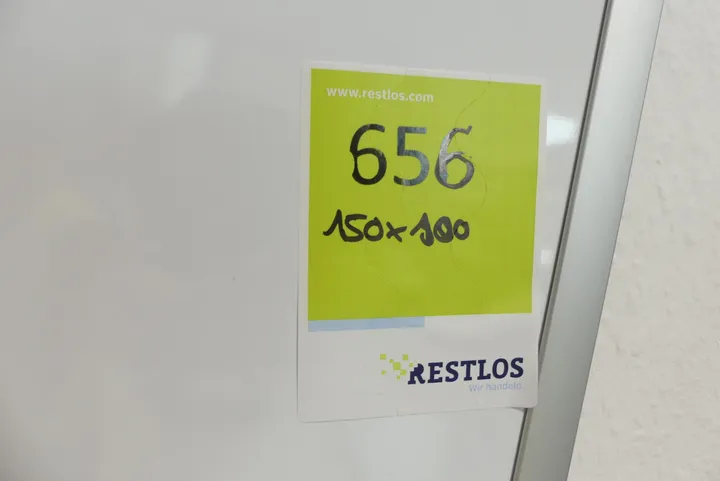 www.restlos.com
656
150x100
RESTLOS
Wir handeln.